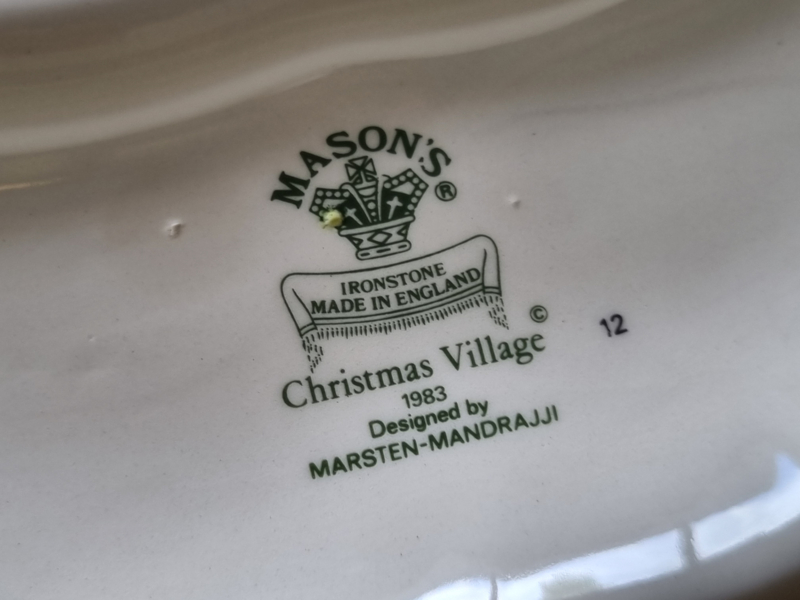 MASON'S ®
IRONSTONE
MADE IN ENGLAND
©
Christmas Village
1983
Designed by
MARSTEN-MANDRAJJI
12